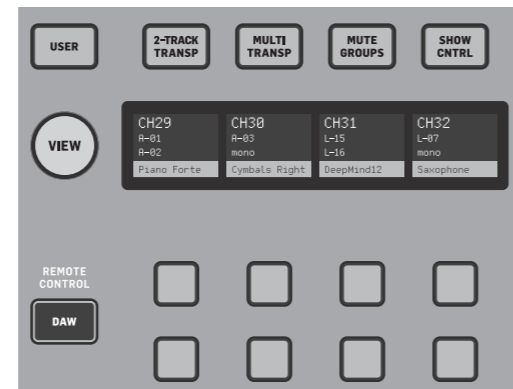 USER
2-TRACK
TRANSP
MULTI
TRANSP
MUTE
GROUPS
SHOW
CNTRL
VIEW
CH29
A-01
A-02
Piano Forte
CH30
A-03
mono
Cymbals Right
CH31
L-15
L-16
DeepMind12
CH32
L-07
mono
Saxophone
REMOTE
CONTROL
DAW